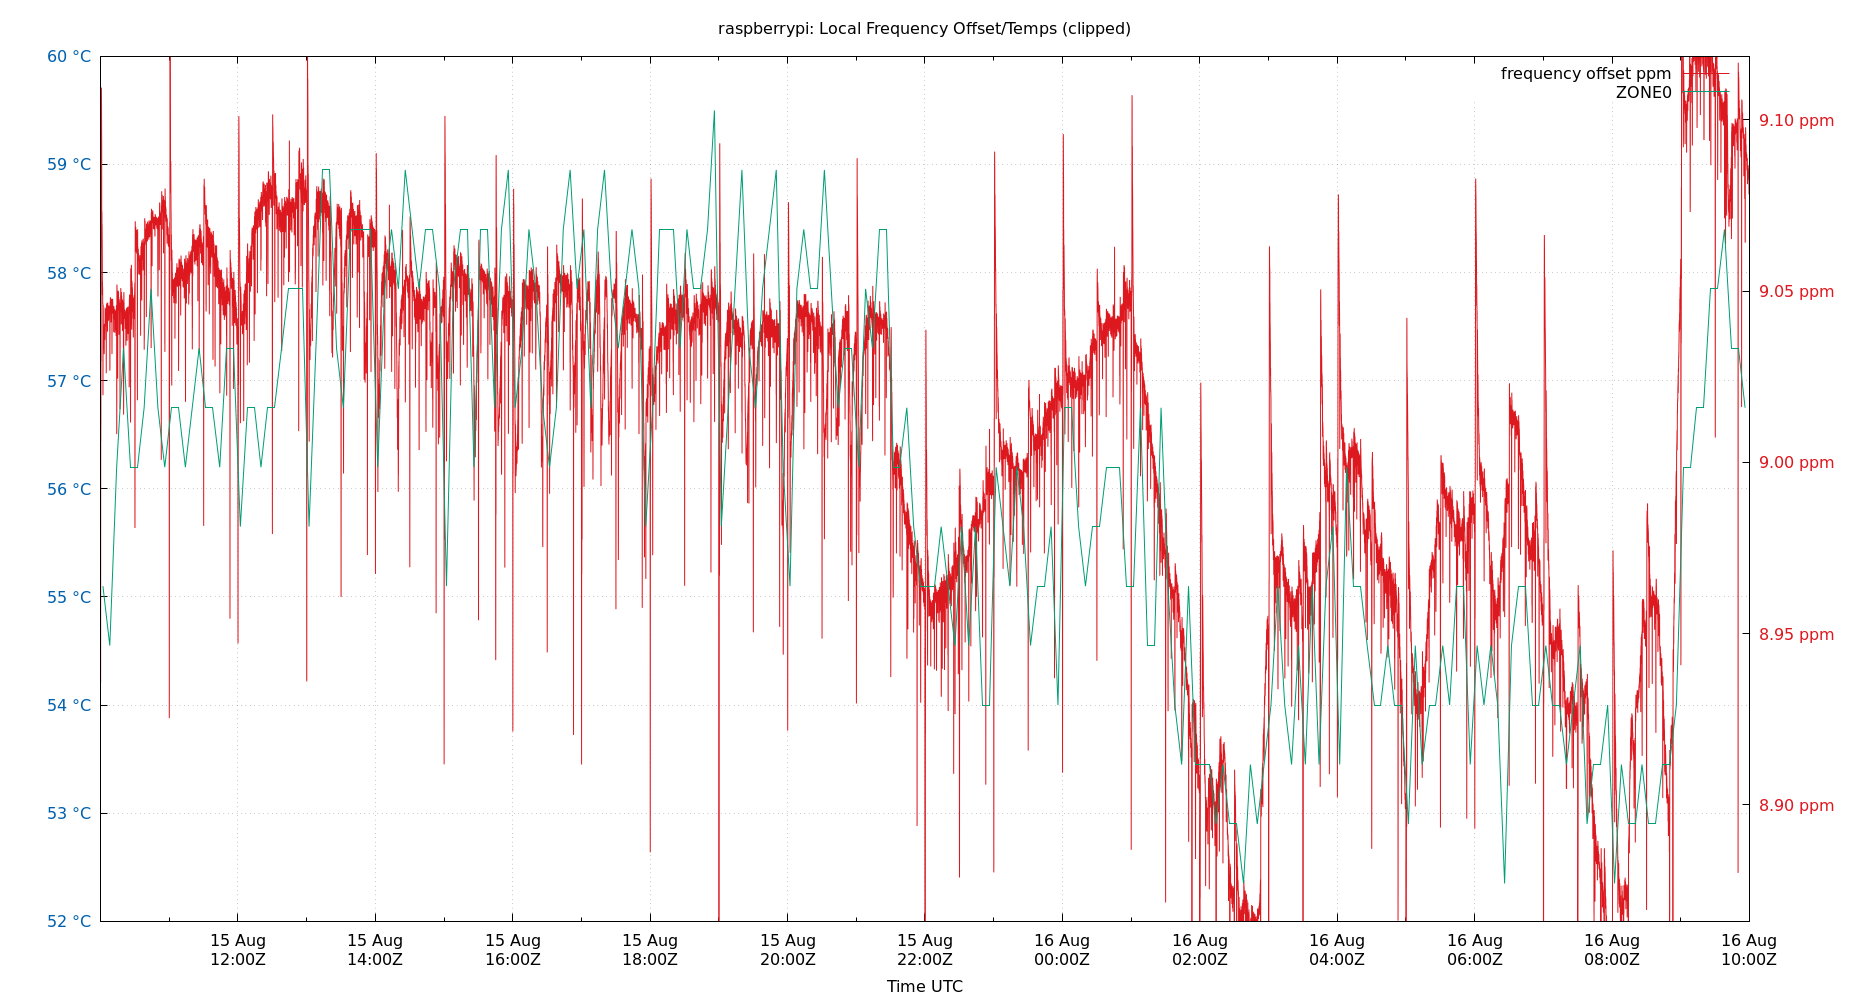 raspberrypi: Local Frequency Offset/Temps (clipped)
60 °C
59 °C
58 °C
57 °C
56 °C
55 °C
54 °C
53 °C
52 °C
frequency offset ppm
ZONE0
9.10 ppm
9.05 ppm
9.00 ppm
8.95 ppm
8.90 ppm
15 Aug
12:00Z
15 Aug
14:00Z
15 Aug
16:00Z
15 Aug
18:00Z
15 Aug
20:00Z
15 Aug
22:00Z
16 Aug
00:00Z
16 Aug
02:00Z
16 Aug
04:00Z
16 Aug
06:00Z
16 Aug
08:00Z
16 Aug
10:00Z
Time UTC